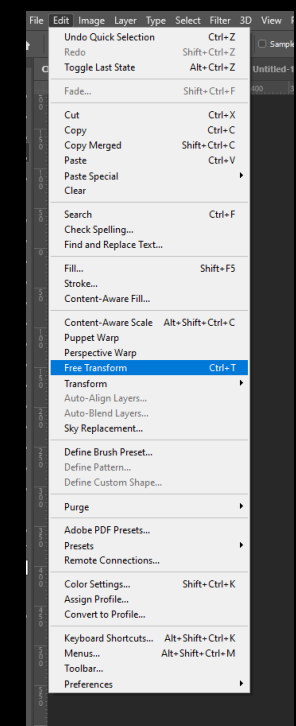 File Edit Image Layer Type Select Filter 3D View
Undo Quick Selection Ctrl+Z
Redo Shift+Ctrl+Z
Toggle Last State Alt+Ctrl+Z
Sample
Untitled-1
Fade... Shift+Ctrl+F
400
Cut Ctrl+X
Copy Ctrl+C
Copy Merged Shift+Ctrl+C
Paste Ctrl+V
Paste Special
Clear
Search Ctrl+F
Check Spelling...
Find and Replace Text...
Fill... Shift+F5
Stroke...
Content-Aware Fill...
Content-Aware Scale Alt+Shift+Ctrl+C
Puppet Warp
Perspective Warp
Free Transform Ctrl+T
Transform
Auto-Align Layers...
Auto-Blend Layers...
Sky Replacement...
Define Brush Preset...
Define Pattern...
Define Custom Shape...
Purge
Adobe PDF Presets...
Presets
Remote Connections...
Color Settings... Shift+Ctrl+K
Assign Profile...
Convert to Profile...
Keyboard Shortcuts... Alt+Shift+Ctrl+K
Menus... Alt+Shift+Ctrl+M
Toolbar...
Preferences